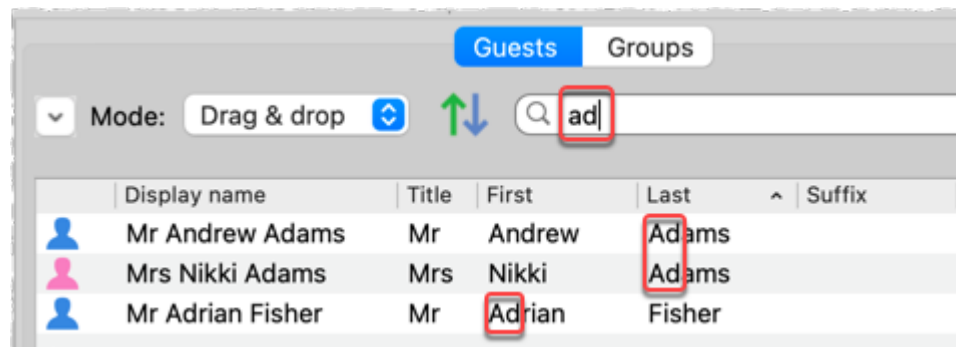 Guests Groups
Mode: Drag & drop ad
Display name Title First Last Suffix
Mr Andrew Adams Mr Andrew Adams
Mrs Nikki Adams Mrs Nikki Adams
Mr Adrian Fisher Mr Adrian Fisher